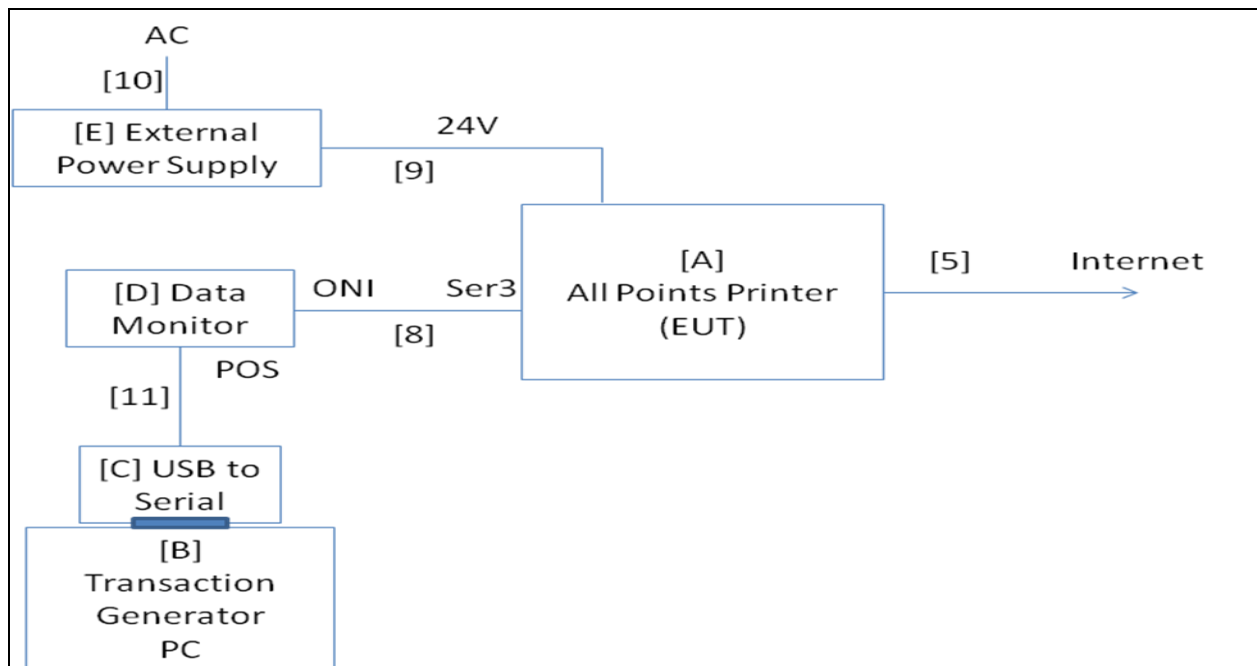 AC
[10]
[E] External
Power Supply
24V
[9]
[A]
All Points Printer
(EUT)
[5]
Internet
[D] Data
Monitor
ONI
Ser3
[8]
POS
[11]
[C] USB to
Serial
[B]
Transaction
Generator
PC